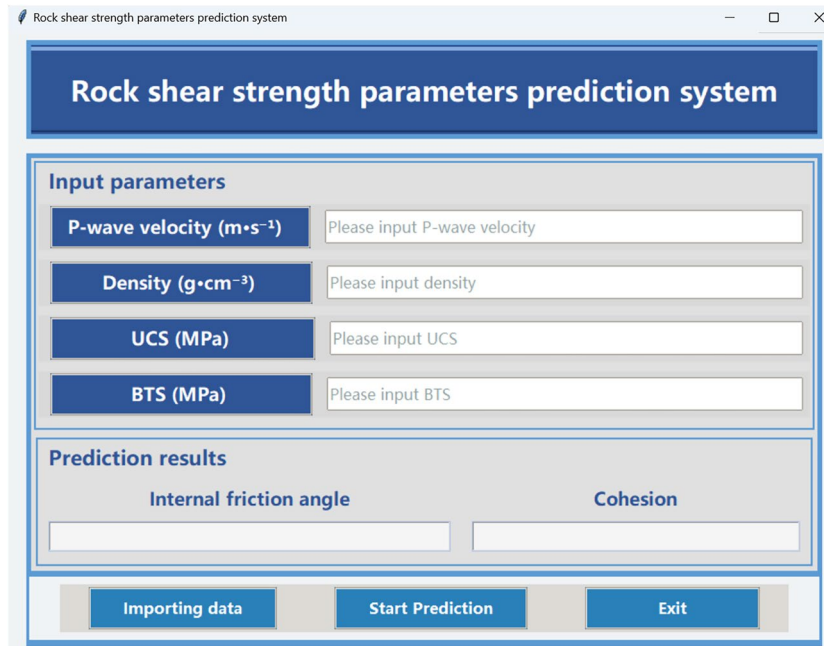 Rock shear strength parameters prediction system
Rock shear strength parameters prediction system
Input parameters
P-wave velocity (m•s⁻¹) Please input P-wave velocity
Density (g•cm⁻³) Please input density
UCS (MPa) Please input UCS
BTS (MPa) Please input BTS
Prediction results
Internal friction angle Cohesion
Importing data Start Prediction Exit